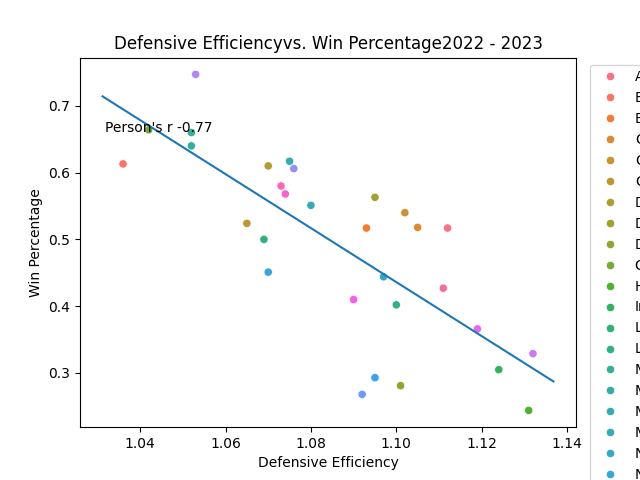 Defensive Efficiencyvs. Win Percentage2022 - 2023
Person's r -0.77
Win Percentage
0.7
0.6
0.5
0.4
0.3
1.04 1.06 1.08 1.10 1.12 1.14
Defensive Efficiency